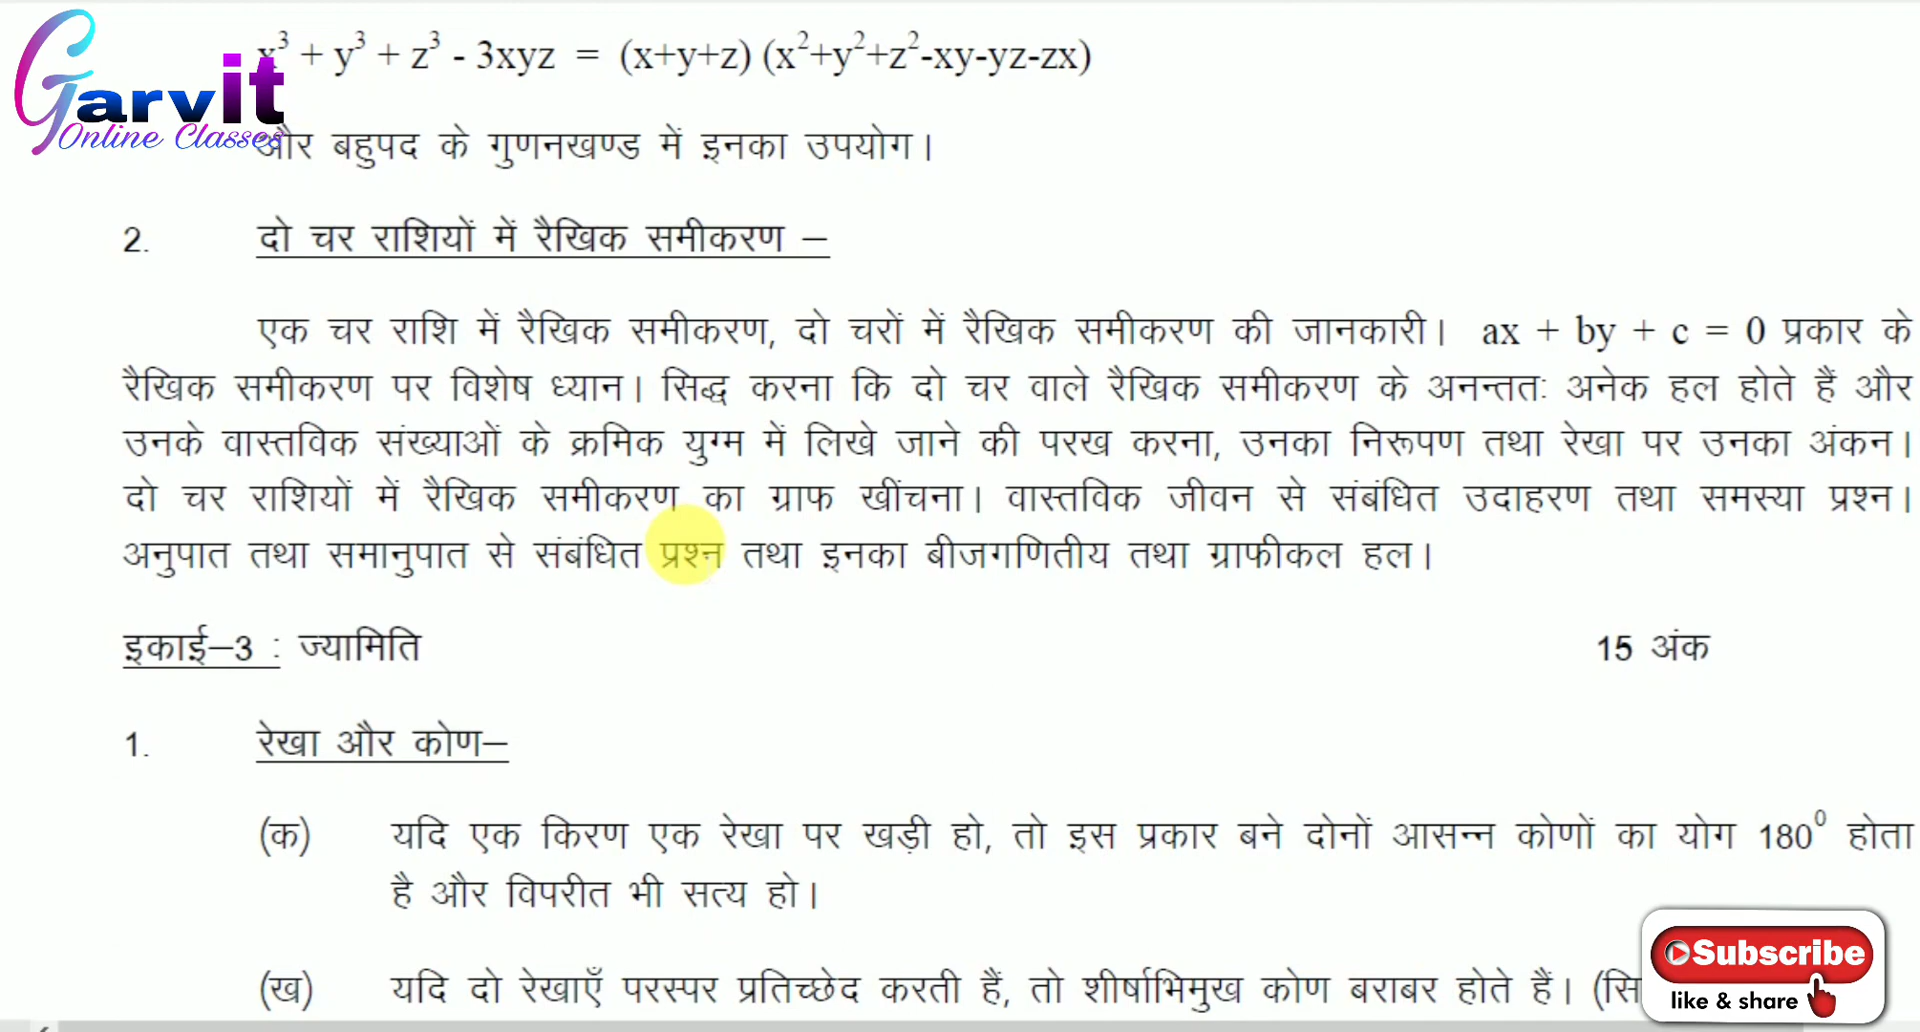 x³ + y³ + z³ - 3xyz = (x+y+z) (x²+y²+z²-xy-yz-zx)
Garvit
Online Classes
और बहुपद के गुणनखण्ड में इनका उपयोग।
2. दो चर राशियों में रैखिक समीकरण –
एक चर राशि में रैखिक समीकरण, दो चरों में रैखिक समीकरण की जानकारी। ax + by + c = 0 प्रकार के
रैखिक समीकरण पर विशेष ध्यान। सिद्ध करना कि दो चर वाले रैखिक समीकरण के अनन्ततः अनेक हल होते हैं और
उनके वास्तविक संख्याओं के क्रमिक युग्म में लिखे जाने की परख करना, उनका निरूपण तथा रेखा पर उनका अंकन।
दो चर राशियों में रैखिक समीकरण का ग्राफ खींचना। वास्तविक जीवन से संबंधित उदाहरण तथा समस्या प्रश्न।
अनुपात तथा समानुपात से संबंधित प्रश्न तथा इनका बीजगणितीय तथा ग्राफीकल हल।
इकाई–3 : ज्यामिति 15 अंक
1. रेखा और कोण–
(क) यदि एक किरण एक रेखा पर खड़ी हो, तो इस प्रकार बने दोनों आसन्न कोणों का योग 180⁰ होता
है और विपरीत भी सत्य हो।
(ख) यदि दो रेखाएँ परस्पर प्रतिच्छेद करती हैं, तो शीर्षाभिमुख कोण बराबर होते हैं। (सि
Subscribe
like & share